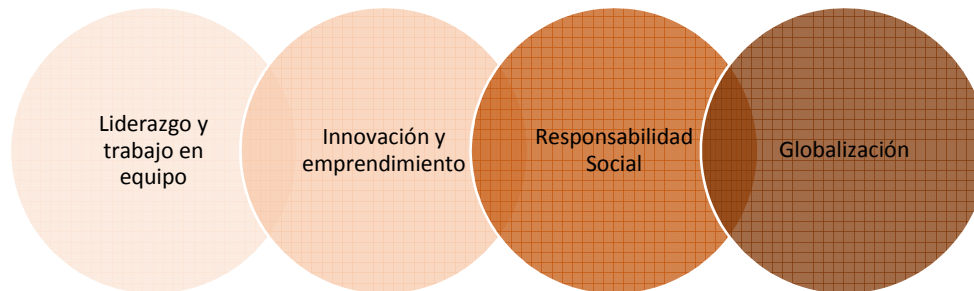 Liderazgo y
trabajo en
equipo
Innovación y
emprendimiento
Responsabilidad
Social
Globalización